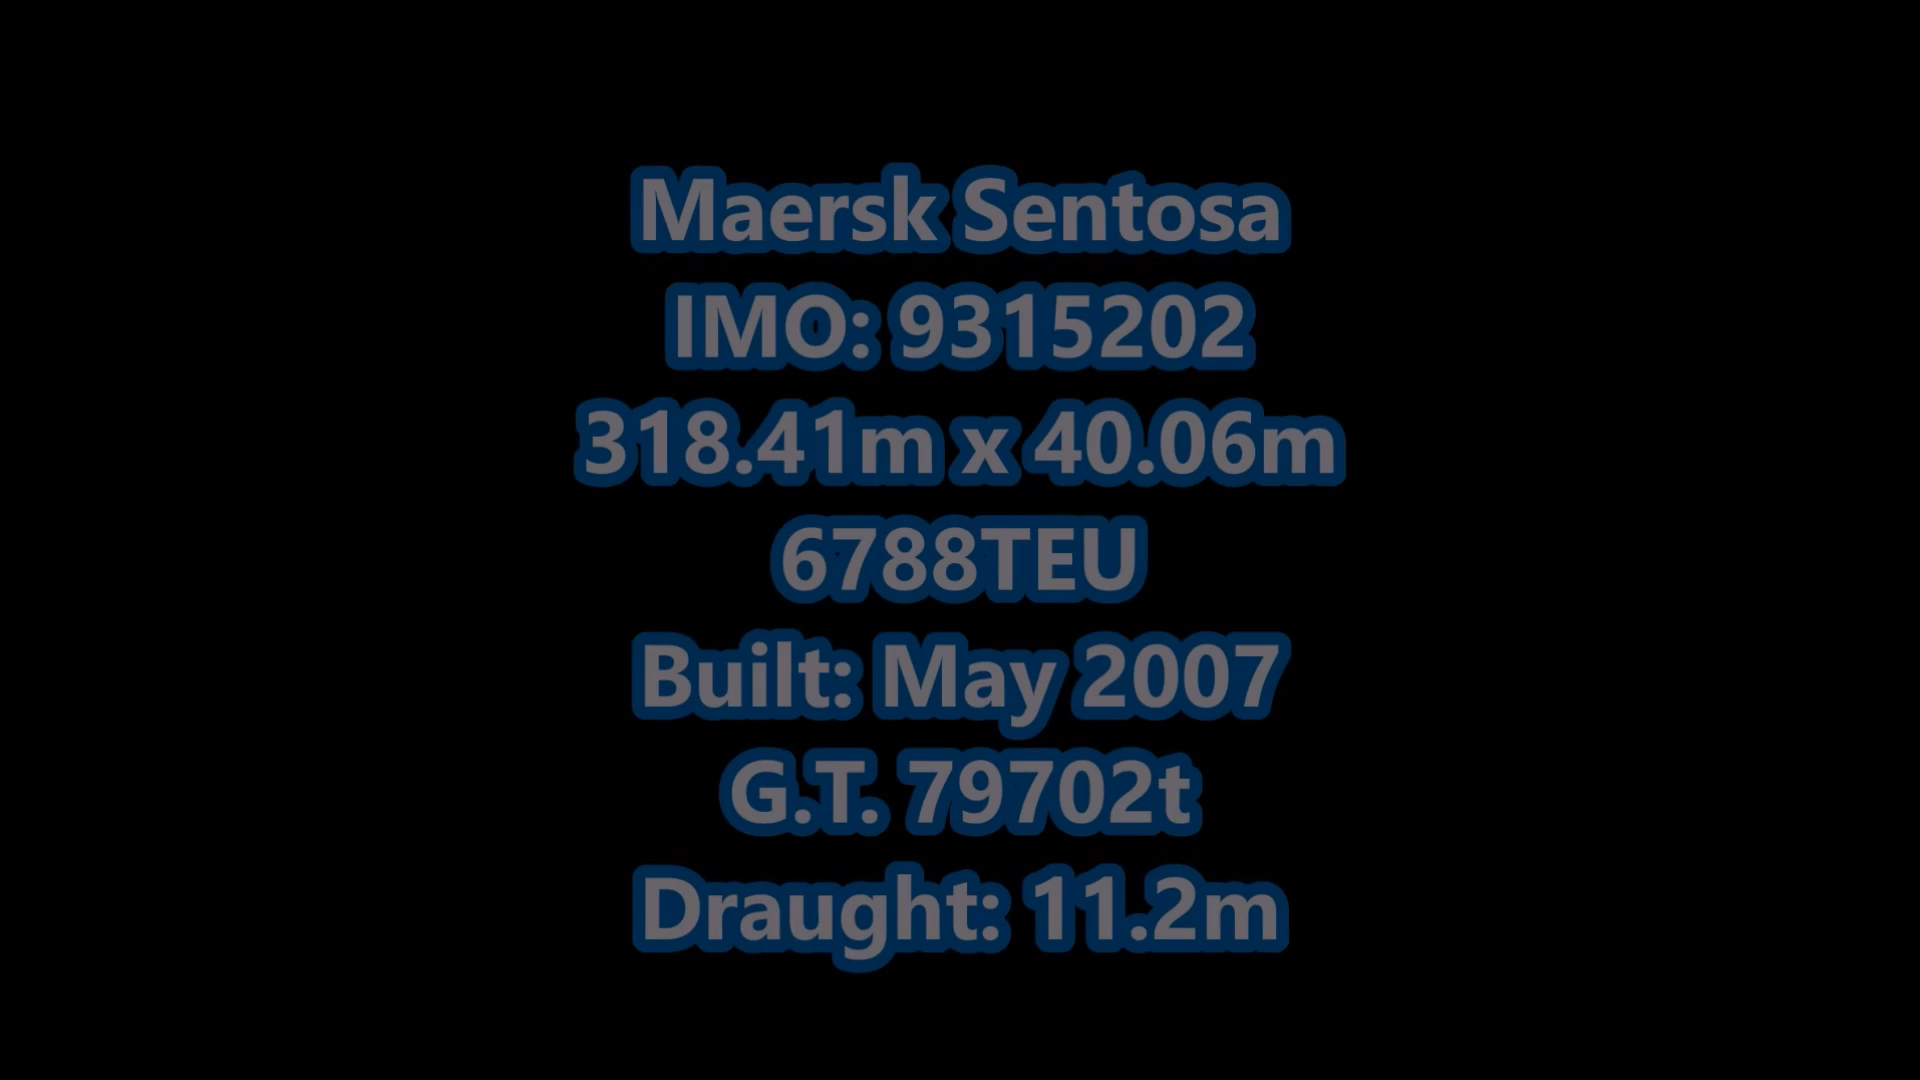 Maersk Sentosa
IMO: 9315202
318.41m x 40.06m
6788TEU
Built: May 2007
G.T. 79702t
Draught: 11.2m